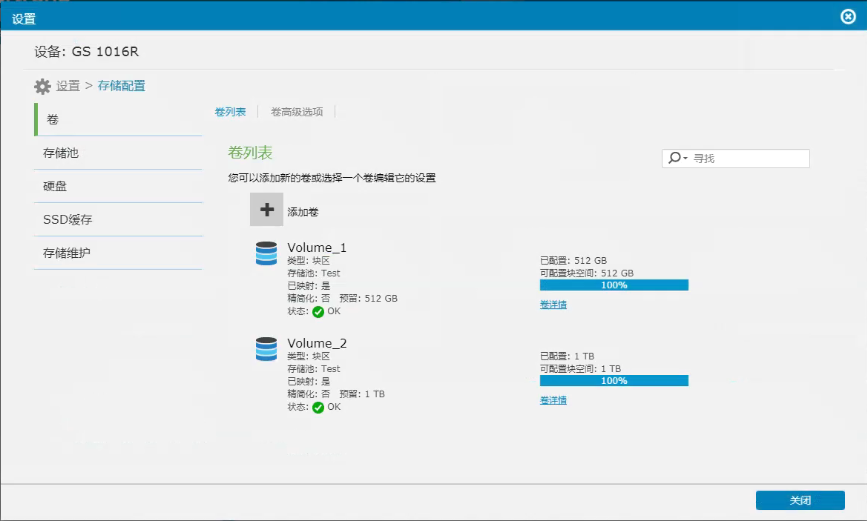 设置
设备: GS 1016R
设置 > 存储配置
卷
存储池
硬盘
SSD缓存
存储维护
卷列表
卷高级选项
卷列表
寻找
您可以添加新的卷或选择一个卷编辑它的设置
添加卷
Volume_1
类型: 块区
存储池: Test
已映射: 是
精简化: 否 预留: 512 GB
状态: OK
已配置: 512 GB
可配置块空间: 512 GB
100%
卷详情
Volume_2
类型: 块区
存储池: Test
已映射: 是
精简化: 否 预留: 1 TB
状态: OK
已配置: 1 TB
可配置块空间: 1 TB
100%
卷详情
关闭